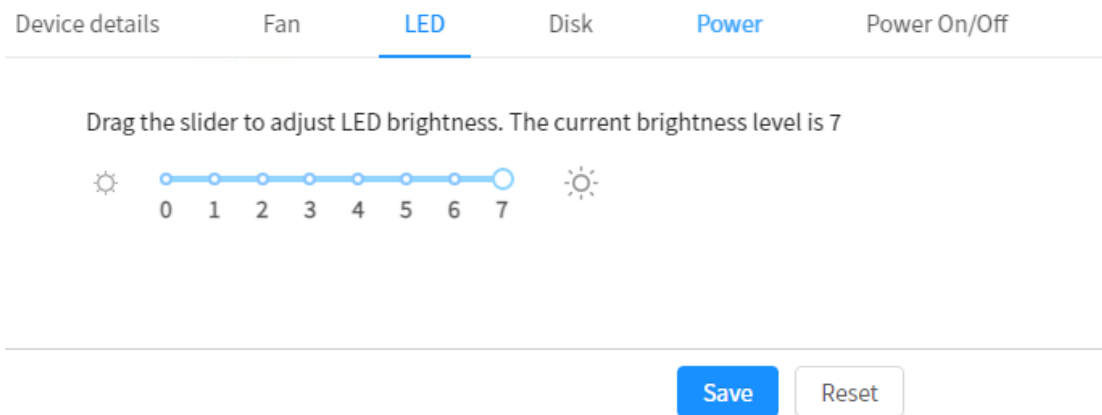 Device details Fan LED Disk Power Power On/Off
Drag the slider to adjust LED brightness. The current brightness level is 7
0 1 2 3 4 5 6 7
Save Reset